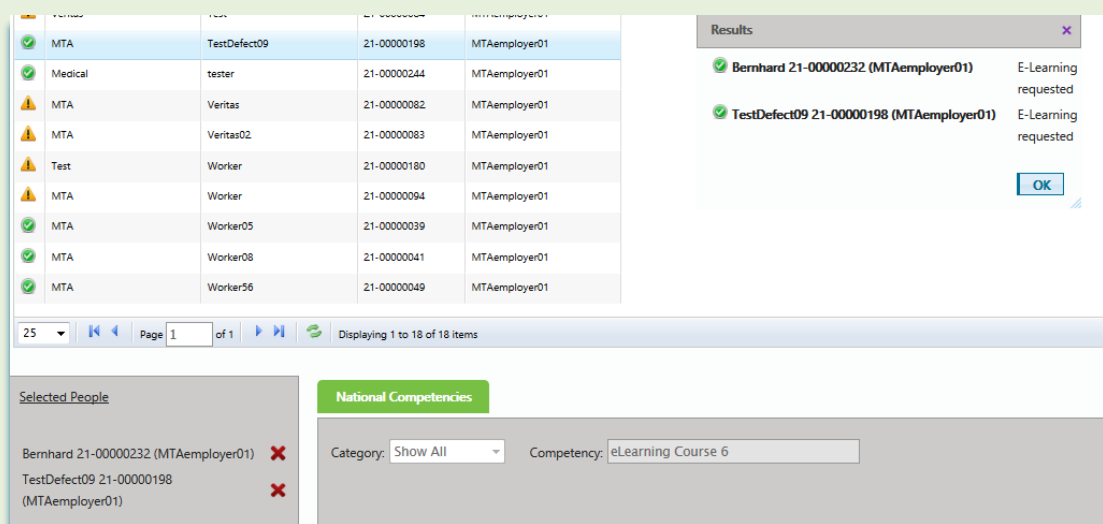 MTA TestDefect09 21-00000198 MTAemployer01
Medical tester 21-00000244 MTAemployer01
MTA Veritas 21-00000082 MTAemployer01
MTA Veritas02 21-00000083 MTAemployer01
Test Worker 21-00000180 MTAemployer01
MTA Worker 21-00000094 MTAemployer01
MTA Worker05 21-00000039 MTAemployer01
MTA Worker08 21-00000041 MTAemployer01
MTA Worker56 21-00000049 MTAemployer01
25 Page 1 of 1 Displaying 1 to 18 of 18 items
Results
Bernhard 21-00000232 (MTAemployer01) E-Learning
requested
TestDefect09 21-00000198 (MTAemployer01) E-Learning
requested
OK
Selected People
Bernhard 21-00000232 (MTAemployer01)
TestDefect09 21-00000198
(MTAemployer01)
National Competencies
Category: Show All Competency: eLearning Course 6